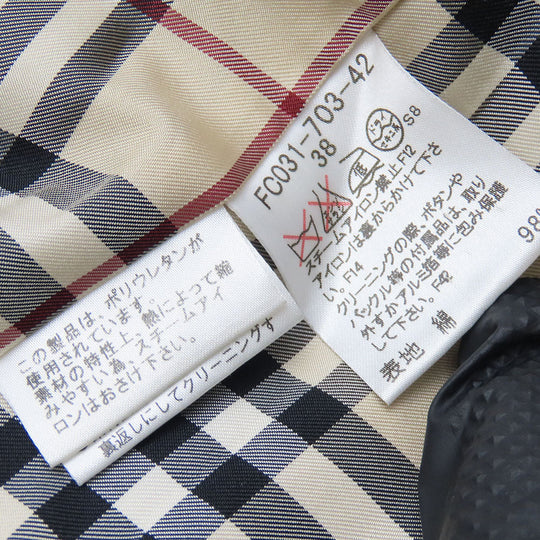 この製品は、ポリウレタンが
使用されています。
素材の特性上、熱によって縮
みやすい為、スチームアイ
ロンはおさけ下さい。
裏返しにしてクリーニングす
FC031-703-42
38
ドライ
S8
スチームアイロン禁止 F12
アイロンは裏からかけて下さ
い。F14
クリーニングの際、ボタンや
バックル等の付属品は、取り
外すかアルミ箔等に包み保護
して下さい。F42
表地 綿
98%